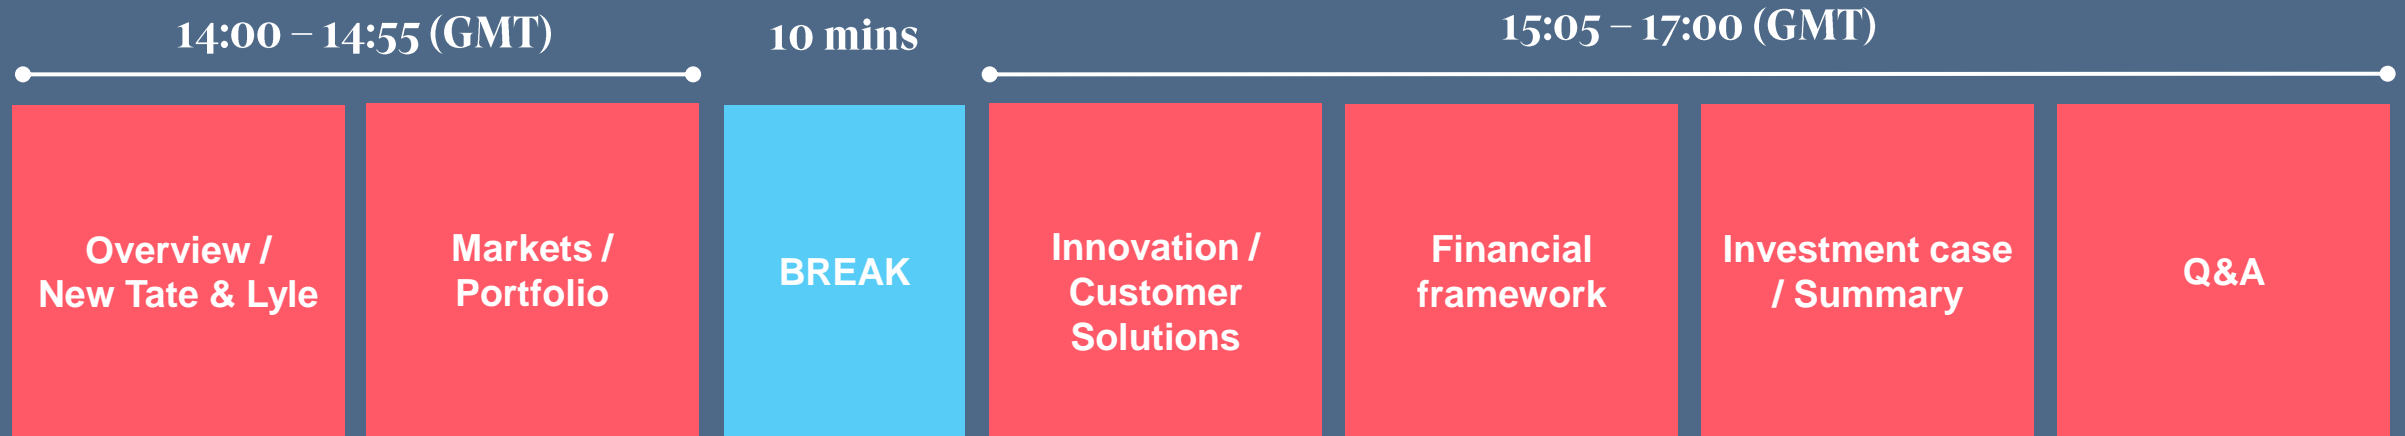 14:00 – 14:55 (GMT)
10 mins
15:05 – 17:00 (GMT)
Overview /
New Tate & Lyle
Markets /
Portfolio
BREAK
Innovation /
Customer
Solutions
Financial
framework
Investment case
/ Summary
Q&A